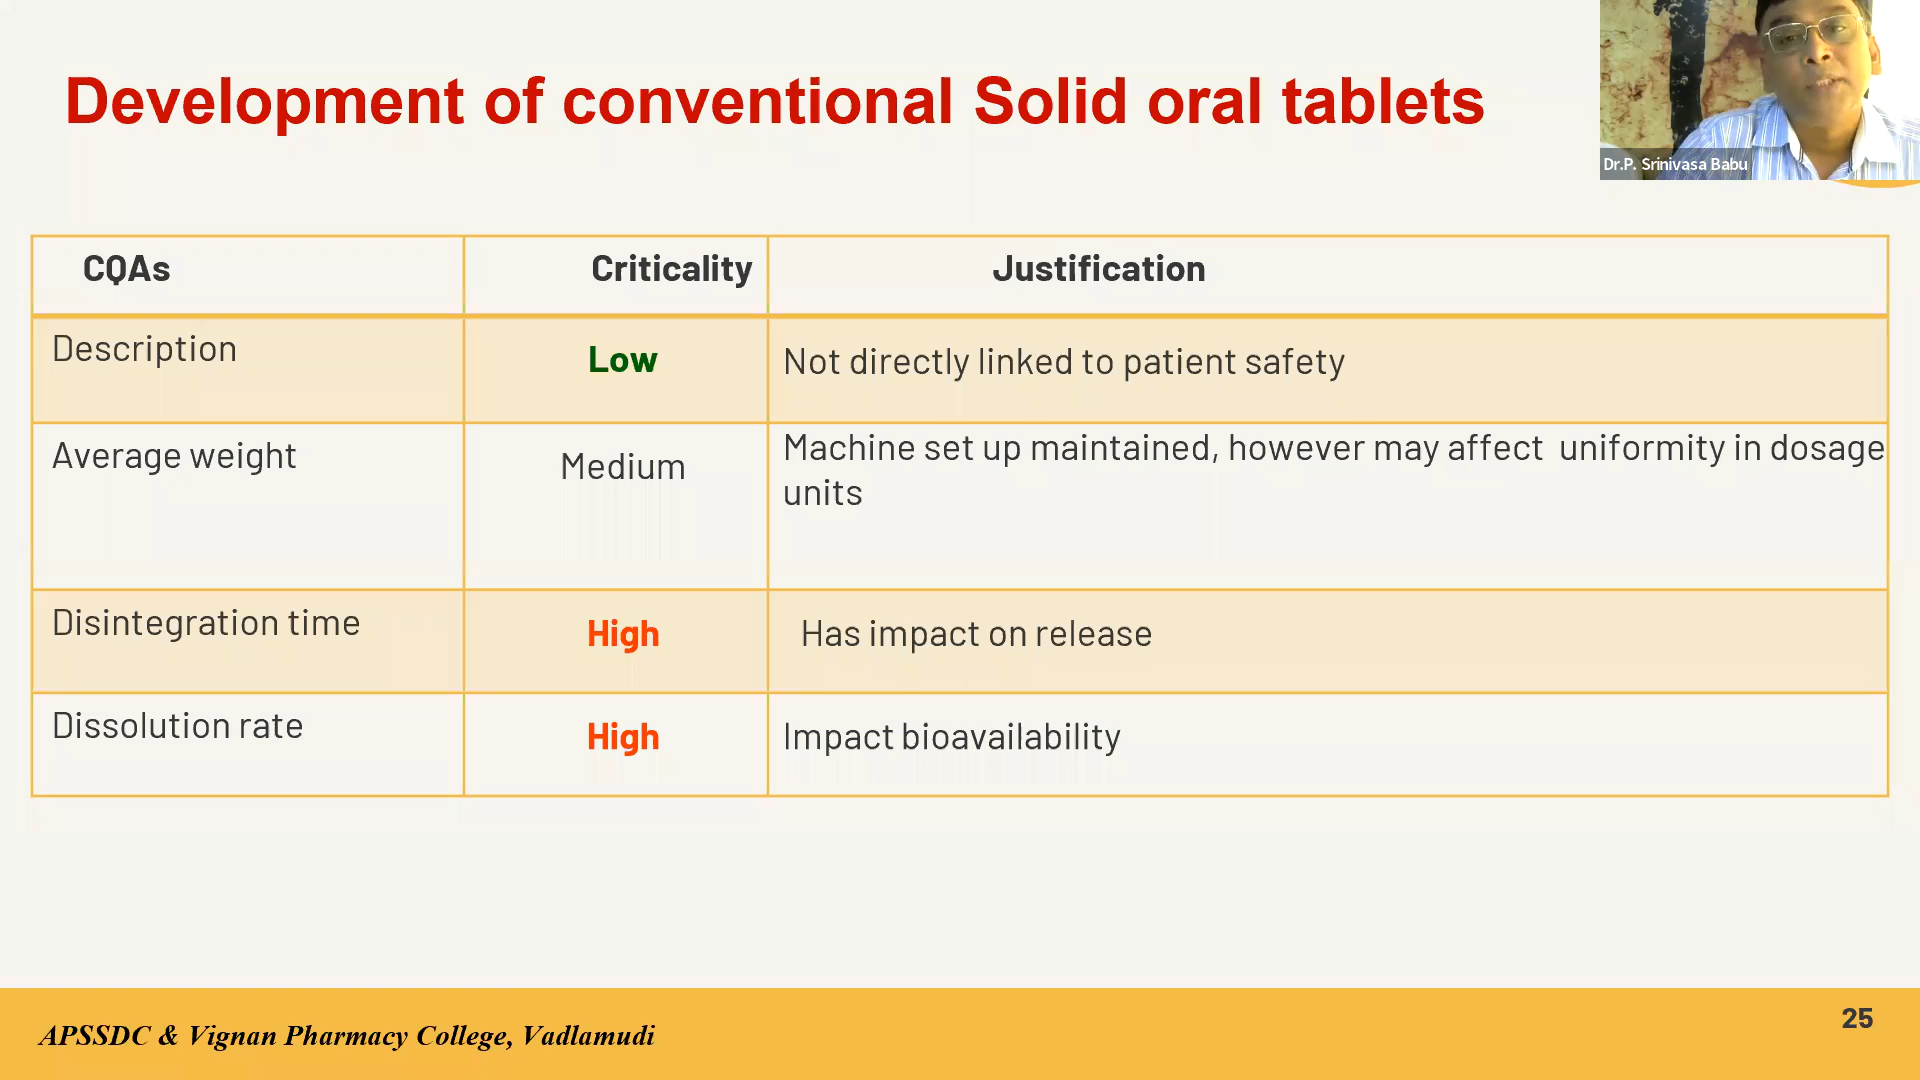 Development of conventional Solid oral tablets
Dr.P. Srinivasa Babu
CQAs Criticality Justification
Description Low Not directly linked to patient safety
Average weight Medium Machine set up maintained, however may affect uniformity in dosage
units
Disintegration time High Has impact on release
Dissolution rate High Impact bioavailability
APSSDC & Vignan Pharmacy College, Vadlamudi
25